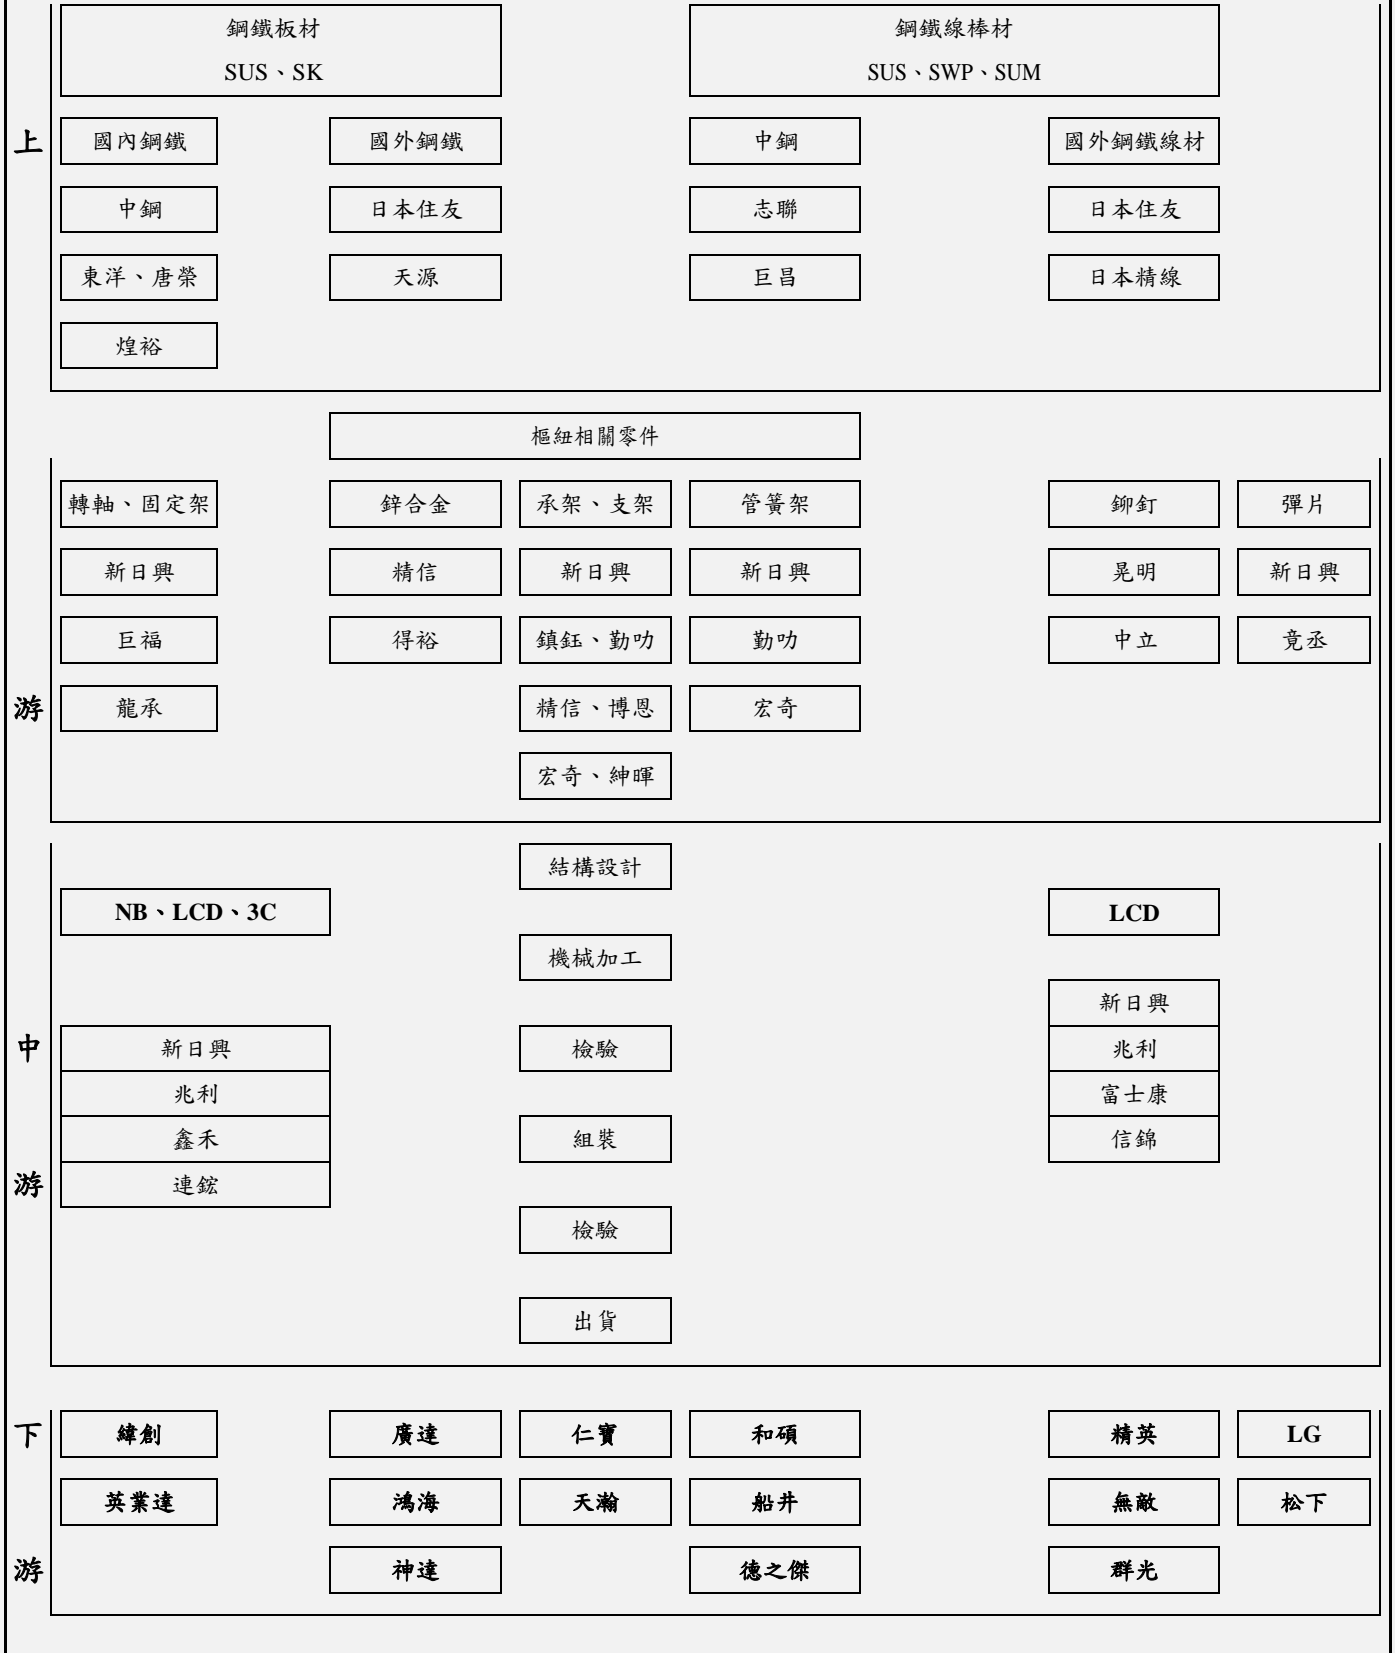 鋼鐵板材
SUS、SK
鋼鐵線棒材
SUS、SWP、SUM
上
國內鋼鐵
國外鋼鐵
中鋼
國外鋼鐵線材
中鋼
日本住友
志聯
日本住友
東洋、唐榮
天源
巨昌
日本精線
煌裕
樞紐相關零件
轉軸、固定架
鋅合金
承架、支架
管簧架
鉚釘
彈片
新日興
精信
新日興
新日興
晃明
新日興
巨福
得裕
鎮鈺、勤叻
勤叻
中立
竟丞
游
龍承
精信、博恩
宏奇
宏奇、紳暉
結構設計
NB、LCD、3C
LCD
機械加工
新日興
中
新日興
檢驗
兆利
兆利
富士康
鑫禾
組裝
信錦
游
連鋐
檢驗
出貨
下
緯創
廣達
仁寶
和碩
精英
LG
英業達
鴻海
天瀚
船井
無敵
松下
游
神達
德之傑
群光